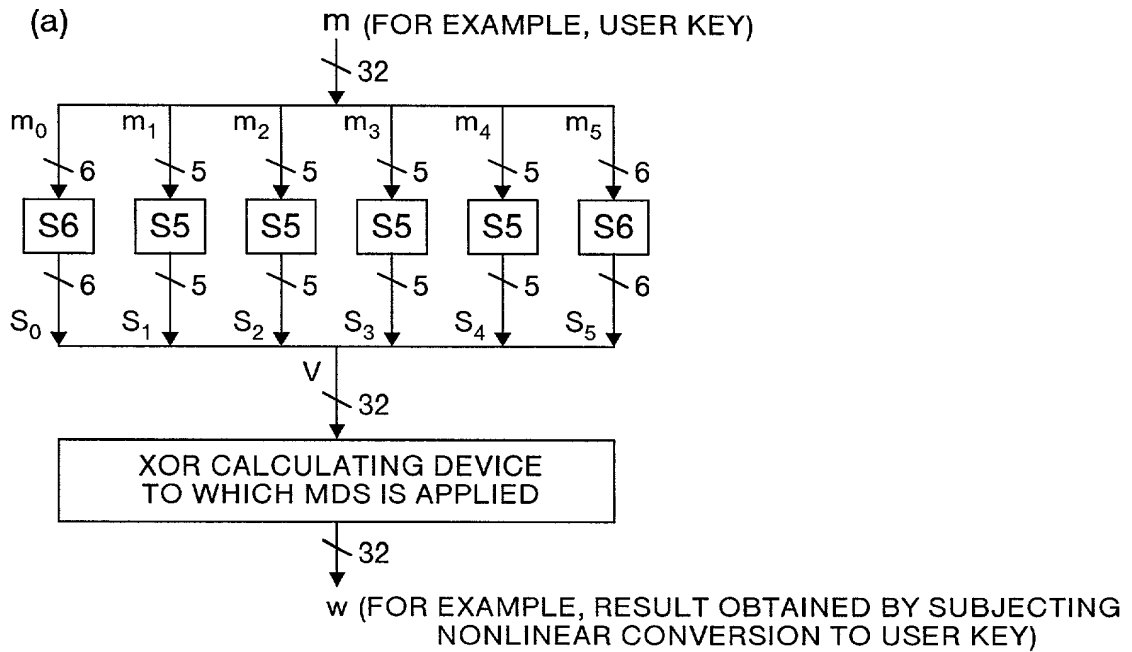 (a)
m (FOR EXAMPLE, USER KEY)
32
m0 m1 m2 m3 m4 m5
6 5 5 5 5 6
S6 S5 S5 S5 S5 S6
6 5 5 5 5 6
S0 S1 S2 S3 S4 S5
V
32
XOR CALCULATING DEVICE
TO WHICH MDS IS APPLIED
32
w (FOR EXAMPLE, RESULT OBTAINED BY SUBJECTING
NONLINEAR CONVERSION TO USER KEY)